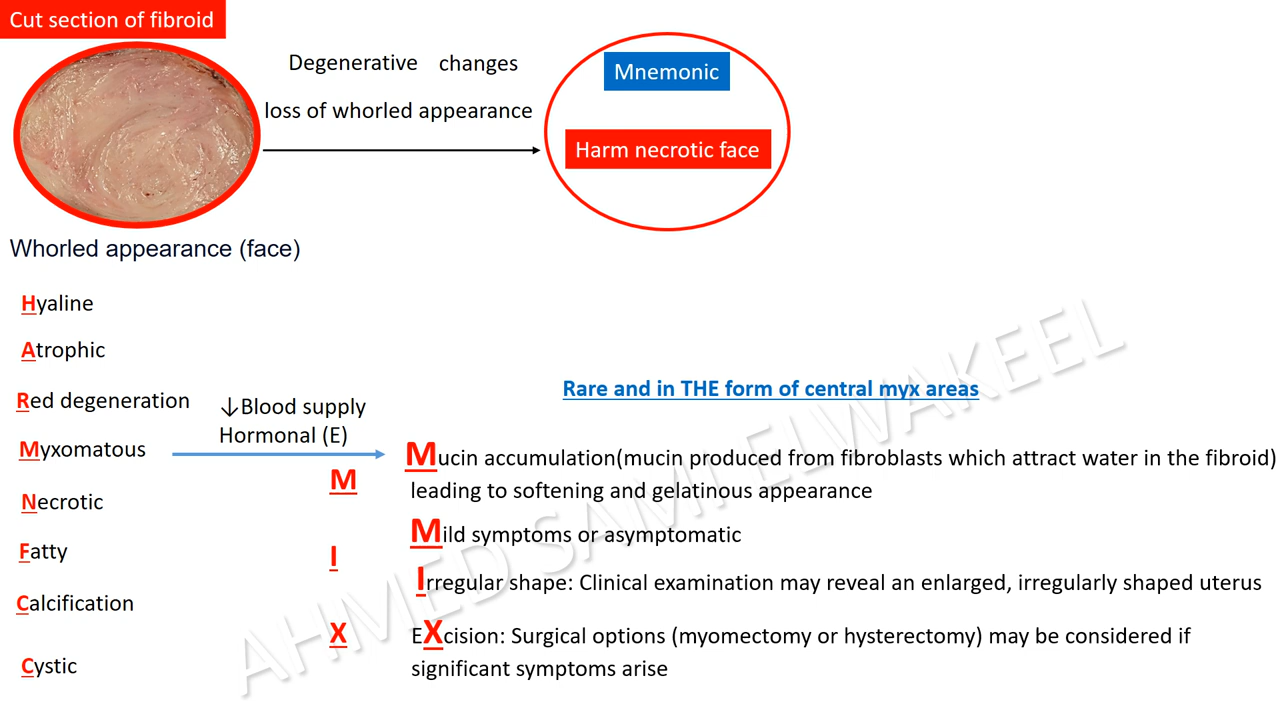 Cut section of fibroid
Degenerative changes
loss of whorled appearance
Mnemonic
Harm necrotic face
Whorled appearance (face)
Hyaline
Atrophic
Red degeneration
Myxomatous
Necrotic
Fatty
Calcification
Cystic
↓Blood supply
Hormonal (E)
M
I
X
Rare and in THE form of central myx areas
Mucin accumulation(mucin produced from fibroblasts which attract water in the fibroid)
leading to softening and gelatinous appearance
Mild symptoms or asymptomatic
Irregular shape: Clinical examination may reveal an enlarged, irregularly shaped uterus
EXcision: Surgical options (myomectomy or hysterectomy) may be considered if
significant symptoms arise
AHMED SAMI ELWAKEEL